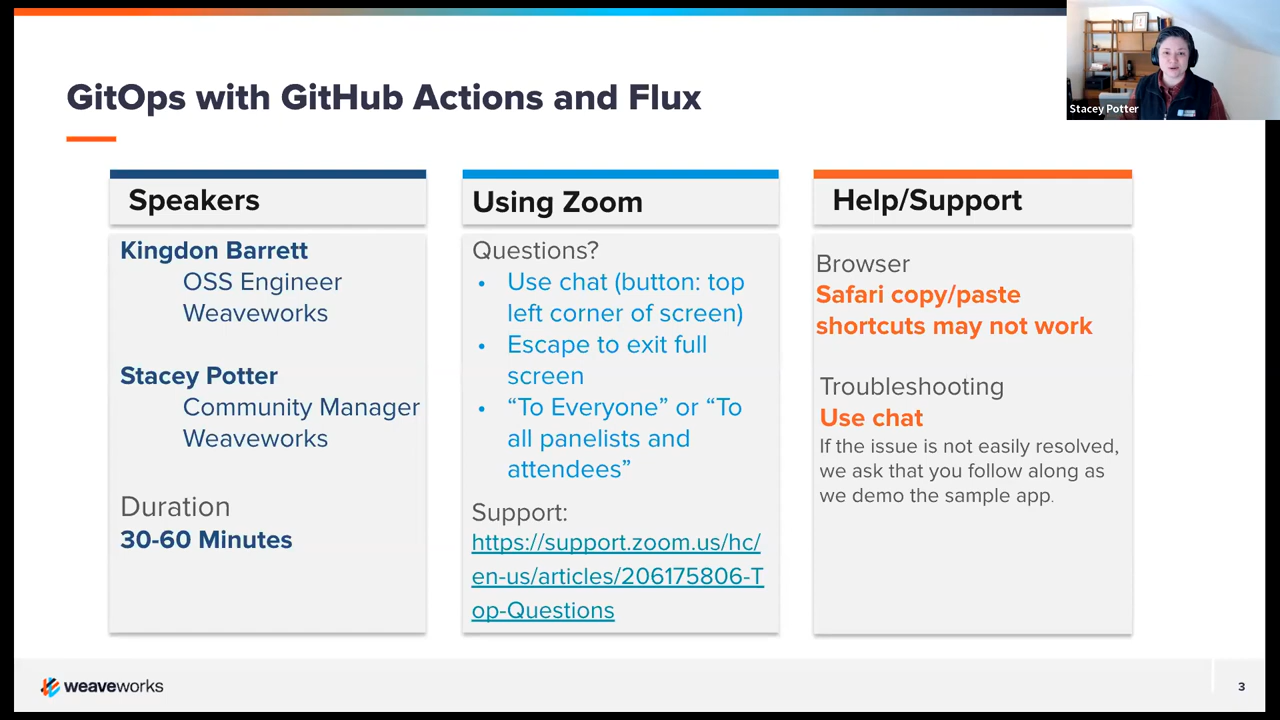 GitOps with GitHub Actions and Flux
Stacey Potter
Speakers
Kingdon Barrett
OSS Engineer
Weaveworks
Stacey Potter
Community Manager
Weaveworks
Duration
30-60 Minutes
Using Zoom
Questions?
• Use chat (button: top
left corner of screen)
• Escape to exit full
screen
• “To Everyone” or “To
all panelists and
attendees”
Support:
https://support.zoom.us/hc/
en-us/articles/206175806-T
op-Questions
Help/Support
Browser
Safari copy/paste
shortcuts may not work
Troubleshooting
Use chat
If the issue is not easily resolved,
we ask that you follow along as
we demo the sample app.
weaveworks
3